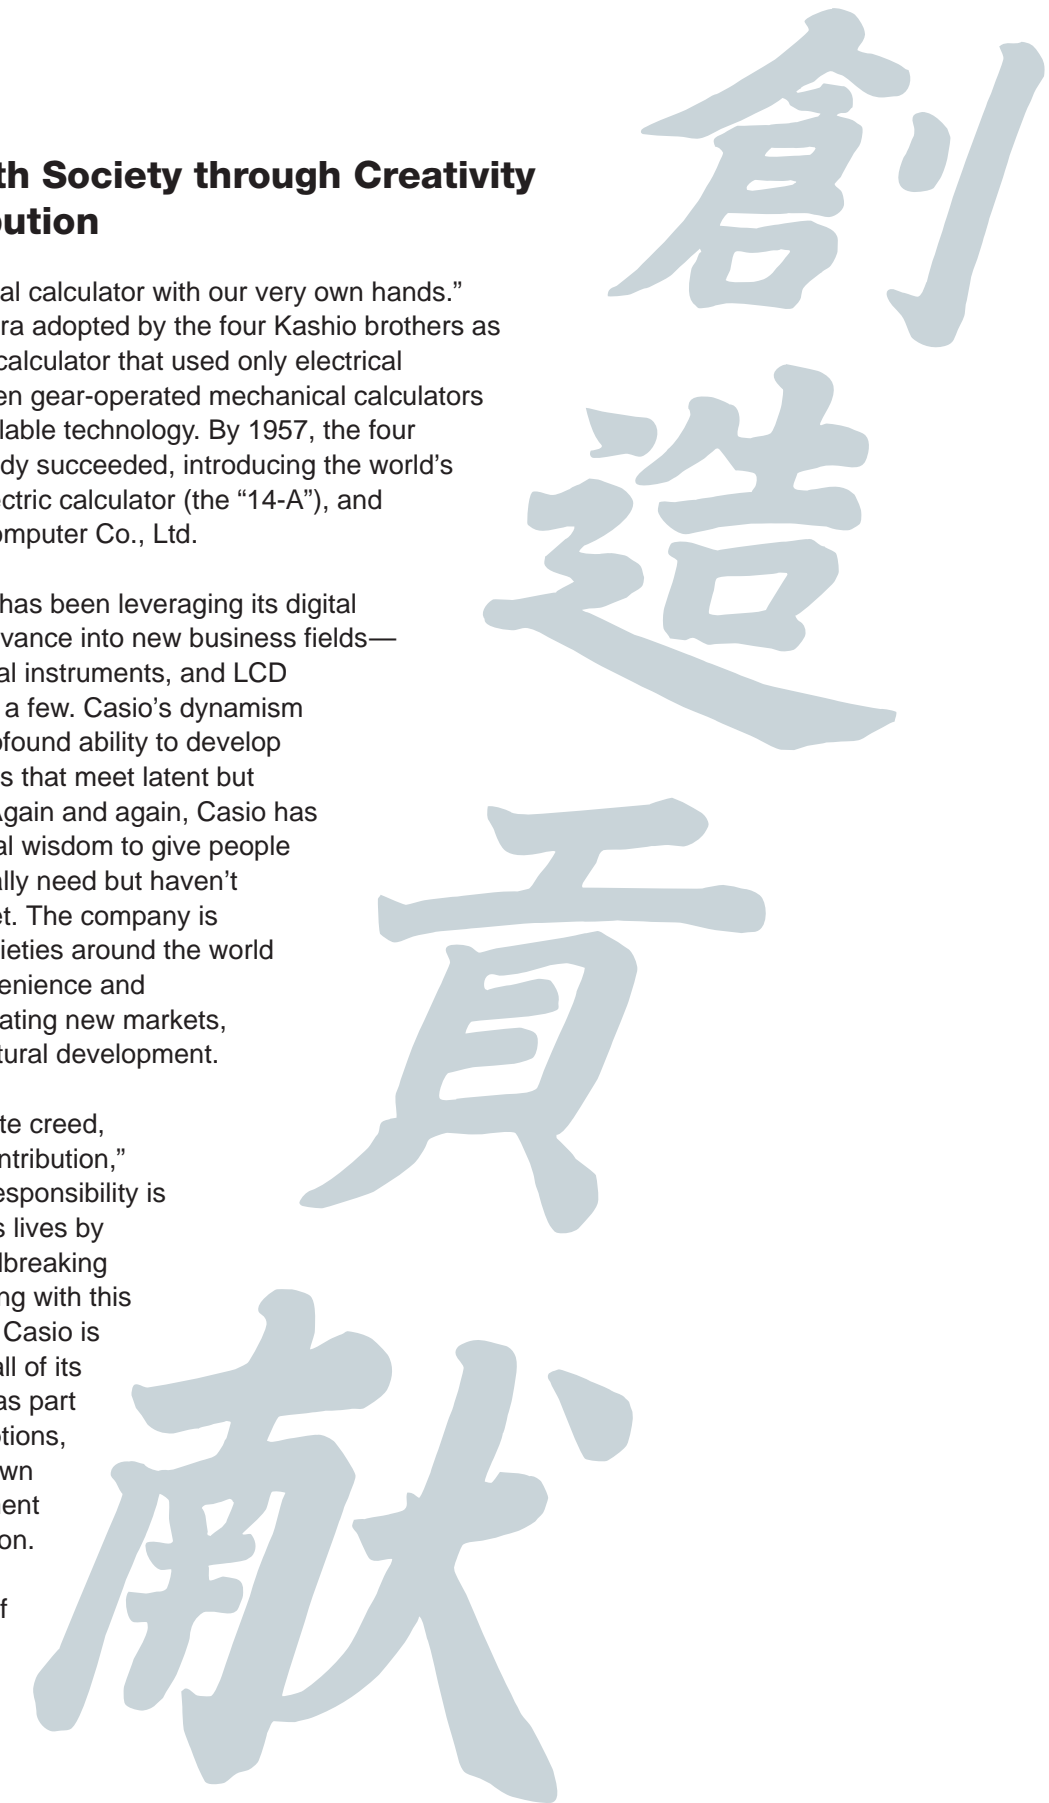 th Society through Creativity
bution
al calculator with our very own hands.”
ra adopted by the four Kashio brothers as
calculator that used only electrical
en gear-operated mechanical calculators
lable technology. By 1957, the four
dy succeeded, introducing the world’s
ectric calculator (the “14-A”), and
omputer Co., Ltd.
has been leveraging its digital
vance into new business fields—
al instruments, and LCD
a few. Casio’s dynamism
ofound ability to develop
s that meet latent but
Again and again, Casio has
al wisdom to give people
ally need but haven’t
et. The company is
ieties around the world
enience and
ating new markets,
tural development.
te creed,
ontribution,”
esponsibility is
s lives by
dbreaking
ng with this
Casio is
all of its
as part
tions,
wn
ent
on.
f
創
造
貢
献